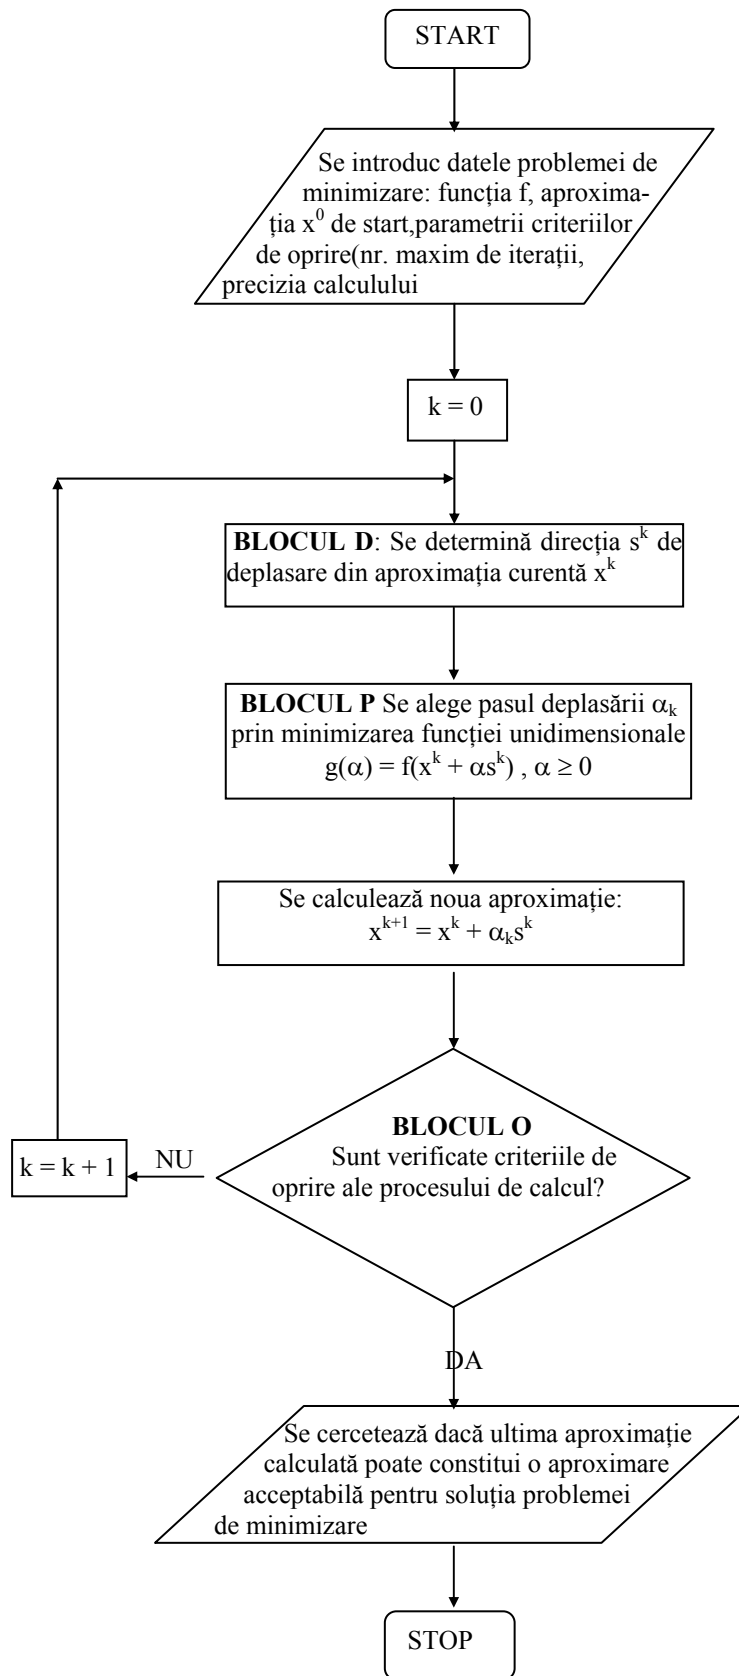 START
Se introduc datele problemei de
minimizare: funcția f, aproxima-
ția x⁰ de start,parametrii criteriilor
de oprire(nr. maxim de iterații,
precizia calculului
k = 0
BLOCUL D: Se determină direcția sᵏ de
deplasare din aproximația curentă xᵏ
BLOCUL P Se alege pasul deplasării αₖ
prin minimizarea funcției unidimensionale
g(α) = f(xᵏ + αsᵏ) , α ≥ 0
Se calculează noua aproximație:
xᵏ⁺¹ = xᵏ + αₖsᵏ
BLOCUL O
Sunt verificate criteriile de
oprire ale procesului de calcul?
NU
k = k + 1
DA
Se cercetează dacă ultima aproximație
calculată poate constitui o aproximare
acceptabilă pentru soluția problemei
de minimizare
STOP